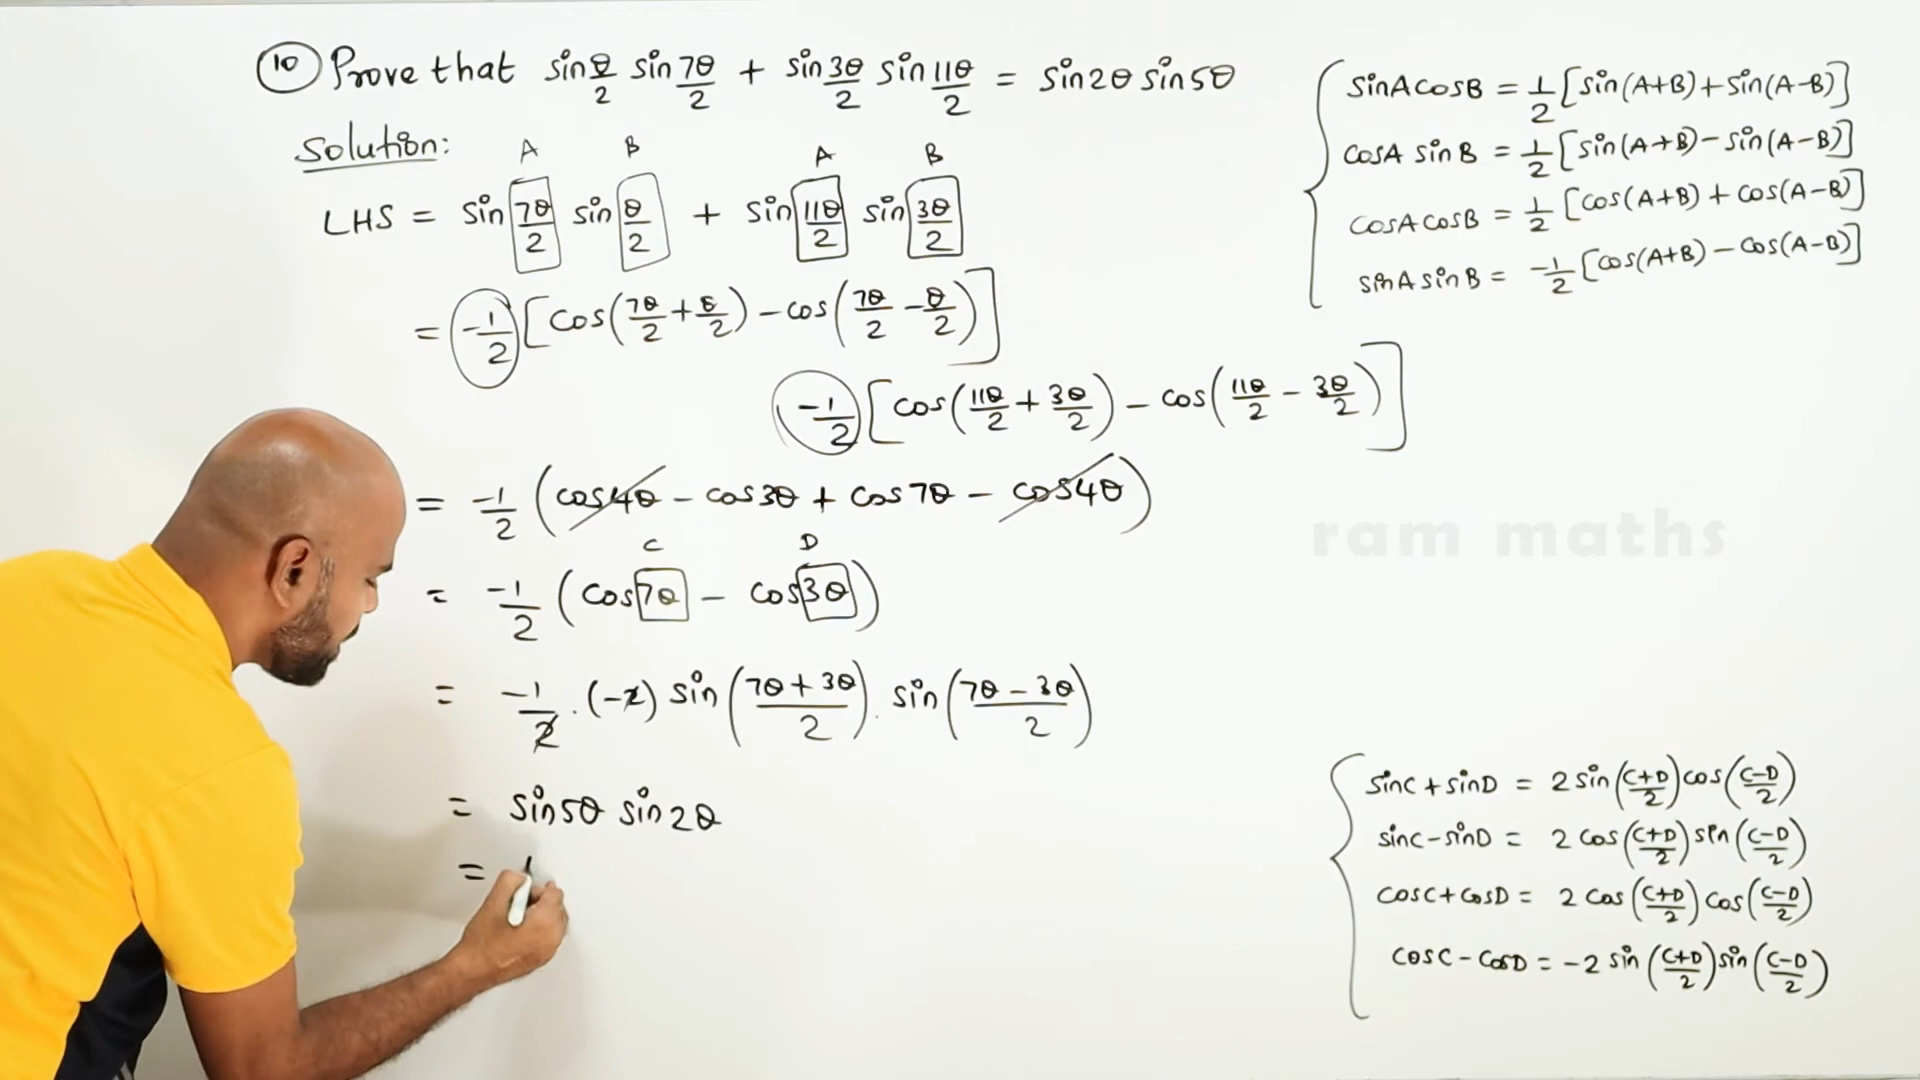 10 Prove that sin θ/2 sin 7θ/2 + sin 3θ/2 sin 11θ/2 = sin2θ sin5θ
Solution:
A B A B
LHS = sin 7θ/2 sin θ/2 + sin 11θ/2 sin 3θ/2
= -1/2 [cos(7θ/2 + θ/2) - cos(7θ/2 - θ/2)]
-1/2 [cos(11θ/2 + 3θ/2) - cos(11θ/2 - 3θ/2)]
= -1/2 (cos4θ - cos3θ + cos7θ - cos4θ)
C D
= -1/2 (cos7θ - cos3θ)
= -1/2 . (-2) sin(7θ+3θ/2) . sin(7θ-3θ/2)
= sin5θ sin2θ
=
sinAcosB = 1/2 [sin(A+B)+sin(A-B)]
cosA sinB = 1/2 [sin(A+B)-sin(A-B)]
cosAcosB = 1/2 [cos(A+B)+cos(A-B)]
sinAsinB = -1/2 [cos(A+B)-cos(A-B)]
ram maths
sinC+sinD = 2 sin(C+D/2)cos(C-D/2)
sinC-sinD = 2 cos(C+D/2) sin(C-D/2)
cosC+cosD = 2 cos(C+D/2) cos(C-D/2)
cosC-cosD = -2 sin(C+D/2) sin(C-D/2)